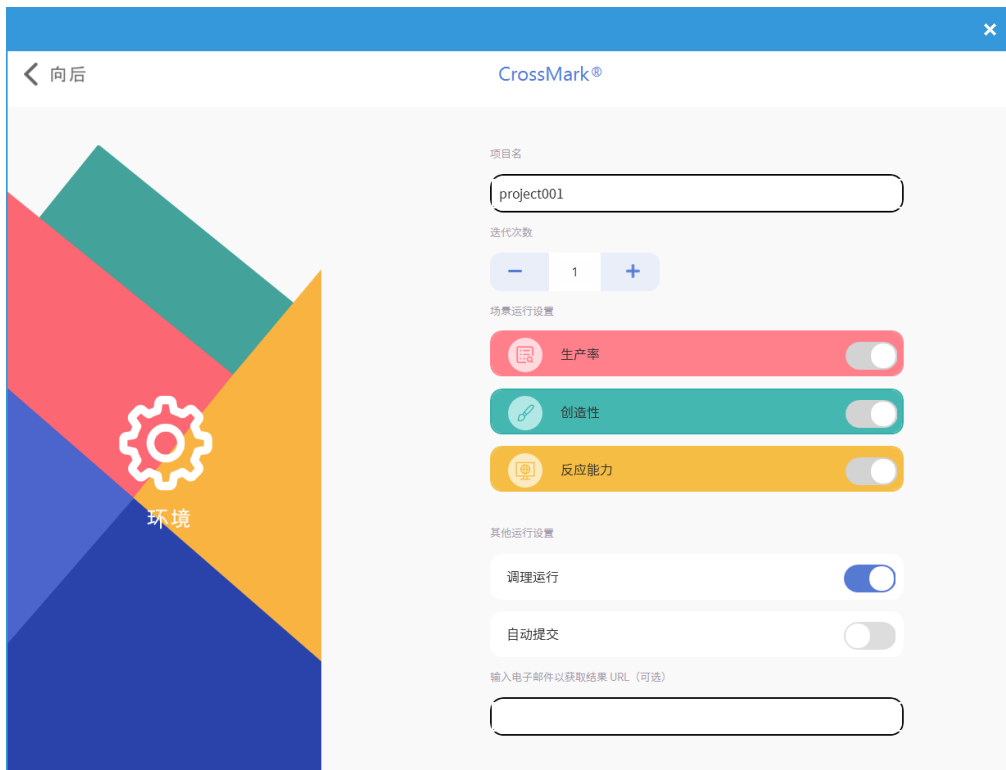 向后
CrossMark®
项目名
project001
迭代次数
1
场景运行设置
生产率
创造性
反应能力
环境
其他运行设置
调理运行
自动提交
输入电子邮件以获取结果 URL（可选）